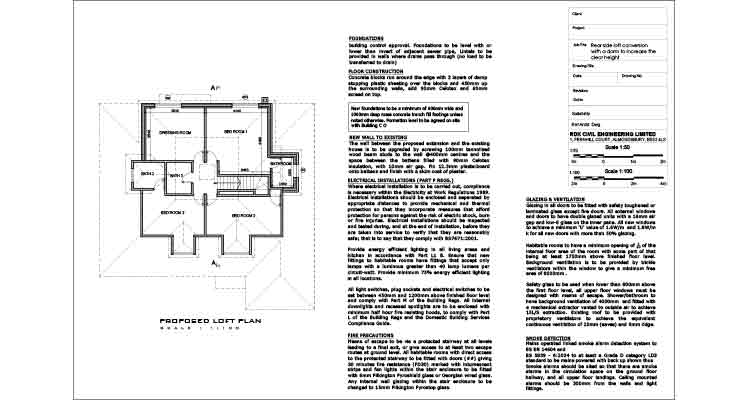 A
DRESSING ROOM
BED ROOM 1
BATH 2
BATH 3
BATHROOM
BED ROOM 2
BED ROOM 3
A
PROPOSED LOFT PLAN
SCALE 1:100
FOUNDATIONS
building control approval. Foundations to be level with or
lower than invert of adjacent sewer pipe, Lintels to be
provided in walls where drains pass through (no load to be
transferred to drain)
FLOOR CONSTRUCTION
Concrete blocks run around the edge with 2 layers of damp
stopping plastic sheeting over the blocks and 450mm up
the surrounding walls, add 90mm Celotex and 65mm
screed on top.
New foundations to be a minimum of 600mm wide and
1000mm deep mass concrete trench fill footings unless
noted otherwise. Formation level to be agreed on site
with Building C O
NEW WALL TO EXISTING
The wall between the proposed extension and the existing
house is to be upgraded by screwing 100mm laminated
wood beam studs to the wall @400mm centres and the
space between the battens filled with 90mm Celotex
insulation, with 10mm air gap. Fit 12.5mm plasterboard
onto battens and finish with a skim coat of plaster.
ELECTRICAL INSTALLATIONS (PART P REGS.)
Where electrical installation is to be carried out, compliance
is necessary within the Electricity at Work Regulations 1989.
Electrical installations should be enclosed and separated by
appropriate distances to provide mechanical and thermal
protection so that they incorporate measures that afford
protection for persons against the risk of electric shock, burn
or fire injuries. Electrical installations should be inspected
and tested during, and at the end of installation, before they
are taken into service to verify that they are reasonably
safe; that is to say that they comply with BS7671:2001.
Provide energy efficient lighting in all living areas and
kitchen in accordance with Part L1 B. Ensure that new
fittings to habitable rooms have fittings that accept only
lamps with a luminous greater than 40 lamp lumens per
circuit-watt. Provide minimum 75% energy efficient lighting
in all locations.
All light switches, plug sockets and electrical switches to be
set between 450mm and 1200mm above finished floor level
and comply with Part M of the Building Regs. All internal
downlights and recessed spotlights are to be enclosed with
minimum half hour fire resisting hoods, to comply with Part
L of the Building Regs and the Domestic Building Services
Compliance Guide.
FIRE PRECAUTIONS
Means of escape to be via a protected stairway at all levels
leading to a final exit, or give access to at least two escape
routes at ground level. All habitable rooms with direct access
to the protected stairway to be fitted with doors (##) giving
30 minutes fire resistance (FD30) marked with intumescent
strips and fan lights within the stair enclosure to be fitted
with 6mm Pilkington Pyroshield glass or Georgian wired glass.
Any internal wall glazing within the stair enclosure to be
changed to 15mm Pilkington Pyrostop glass.
Client
Project
Job Title Rear side loft conversion
with a dorm to increase the
clear height
Drawing Title
Date Drawing No
Revision
Date
Suitability
For Arald Dwg
RDK CIVIL ENGINEERING LIMITED
Scale 1:50
1:50
Scale 1:100
1:100
GLAZING & VENTILATION
Glazing in all doors to be fitted with safety toughened or
laminated glass except fire doors. All external windows
and doors to have double glazed units with a 16mm air
gap and low-E glass on the inner pane. All new windows
to achieve a minimum 'U' value of 1.6W/m and 1.8W/m
k for all new doors with more than 50% glazing.
Habitable rooms to have a minimum opening of 1/20 of the
internal floor area of the room with some part of that
being at least 1750mm above finished floor level.
Background ventilation is to be provided by trickle
ventilators within the window to give a minimum free
area of 8000mm.
Safety glass to be used when lower than 800mm above
the first floor level, all upper floor windows must be
designed with means of escape. Shower/bathroom to
have background ventilation of 4000mm and fitted with
a mechanical extractor vented to outside air to achieve
15L/S extraction. Existing roof to be provided with
proprietary ventilators to achieve the equivalent
continuous ventilation of 25mm (eaves) and 5mm ridge.
SMOKE DETECTION
Mains operated linked smoke alarm detection system to
BS EN 14604 and
BS 5839 - 6:2004 to at least a Grade D category LD3
standard to be mains powered with back up shown thus
Smoke alarms should be sited so that there are smoke
alarms in the circulation space on the ground floor
hallway, and all upper floor landings. Ceiling mounted
alarms should be 300mm from the walls and light
fittings.